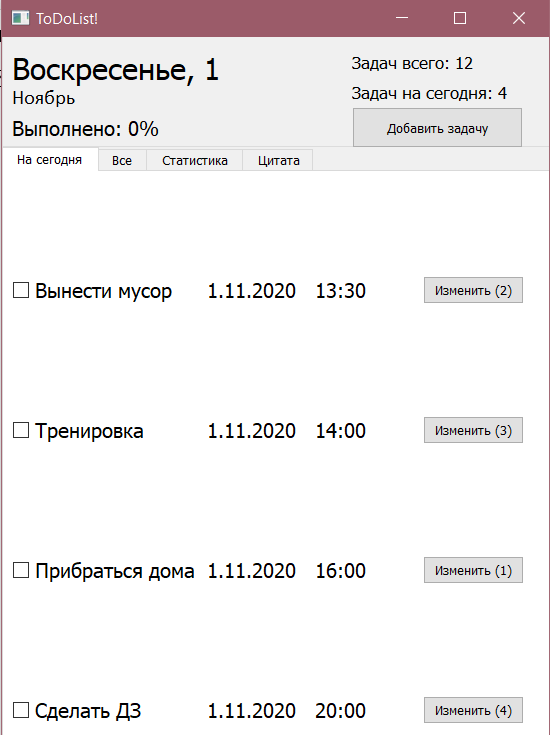 ToDoList!
Воскресенье, 1
Ноябрь
Выполнено: 0%
Задач всего: 12
Задач на сегодня: 4
Добавить задачу
На сегодня Все Статистика Цитата
Вынести мусор 1.11.2020 13:30 Изменить (2)
Тренировка 1.11.2020 14:00 Изменить (3)
Прибраться дома 1.11.2020 16:00 Изменить (1)
Сделать ДЗ 1.11.2020 20:00 Изменить (4)